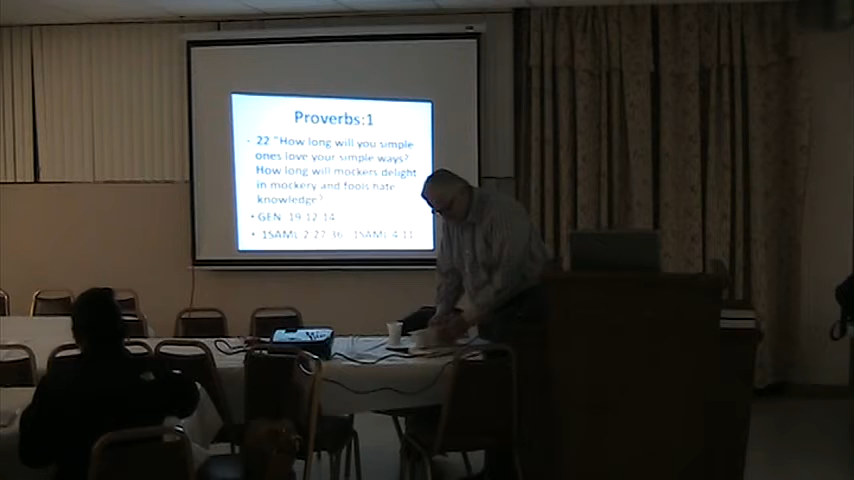 Proverbs:1
• 22 "How long will you simple
ones love your simple ways?
How long will mockers delight
in mockery and fools hate
knowledge?
• GEN. 19:12.14
• 1SAML 2:27-36. 1SAML 4:11